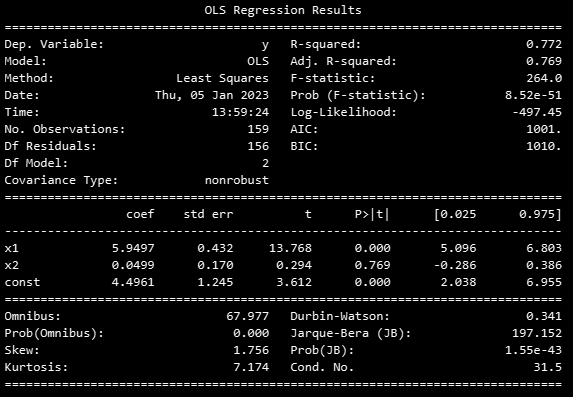 OLS Regression Results
==============================================================================
Dep. Variable:                      y   R-squared:                       0.772
Model:                            OLS   Adj. R-squared:                  0.769
Method:                 Least Squares   F-statistic:                     264.0
Date:                Thu, 05 Jan 2023   Prob (F-statistic):           8.52e-51
Time:                        13:59:24   Log-Likelihood:                -497.45
No. Observations:                 159   AIC:                             1001.
Df Residuals:                     156   BIC:                             1010.
Df Model:                           2
Covariance Type:            nonrobust
==============================================================================
                 coef    std err          t      P>|t|      [0.025      0.975]
------------------------------------------------------------------------------
x1             5.9497      0.432     13.768      0.000       5.096       6.803
x2             0.0499      0.170      0.294      0.769      -0.286       0.386
const          4.4961      1.245      3.612      0.000       2.038       6.955
==============================================================================
Omnibus:                       67.977   Durbin-Watson:                   0.341
Prob(Omnibus):                  0.000   Jarque-Bera (JB):              197.152
Skew:                           1.756   Prob(JB):                     1.55e-43
Kurtosis:                       7.174   Cond. No.                         31.5
==============================================================================